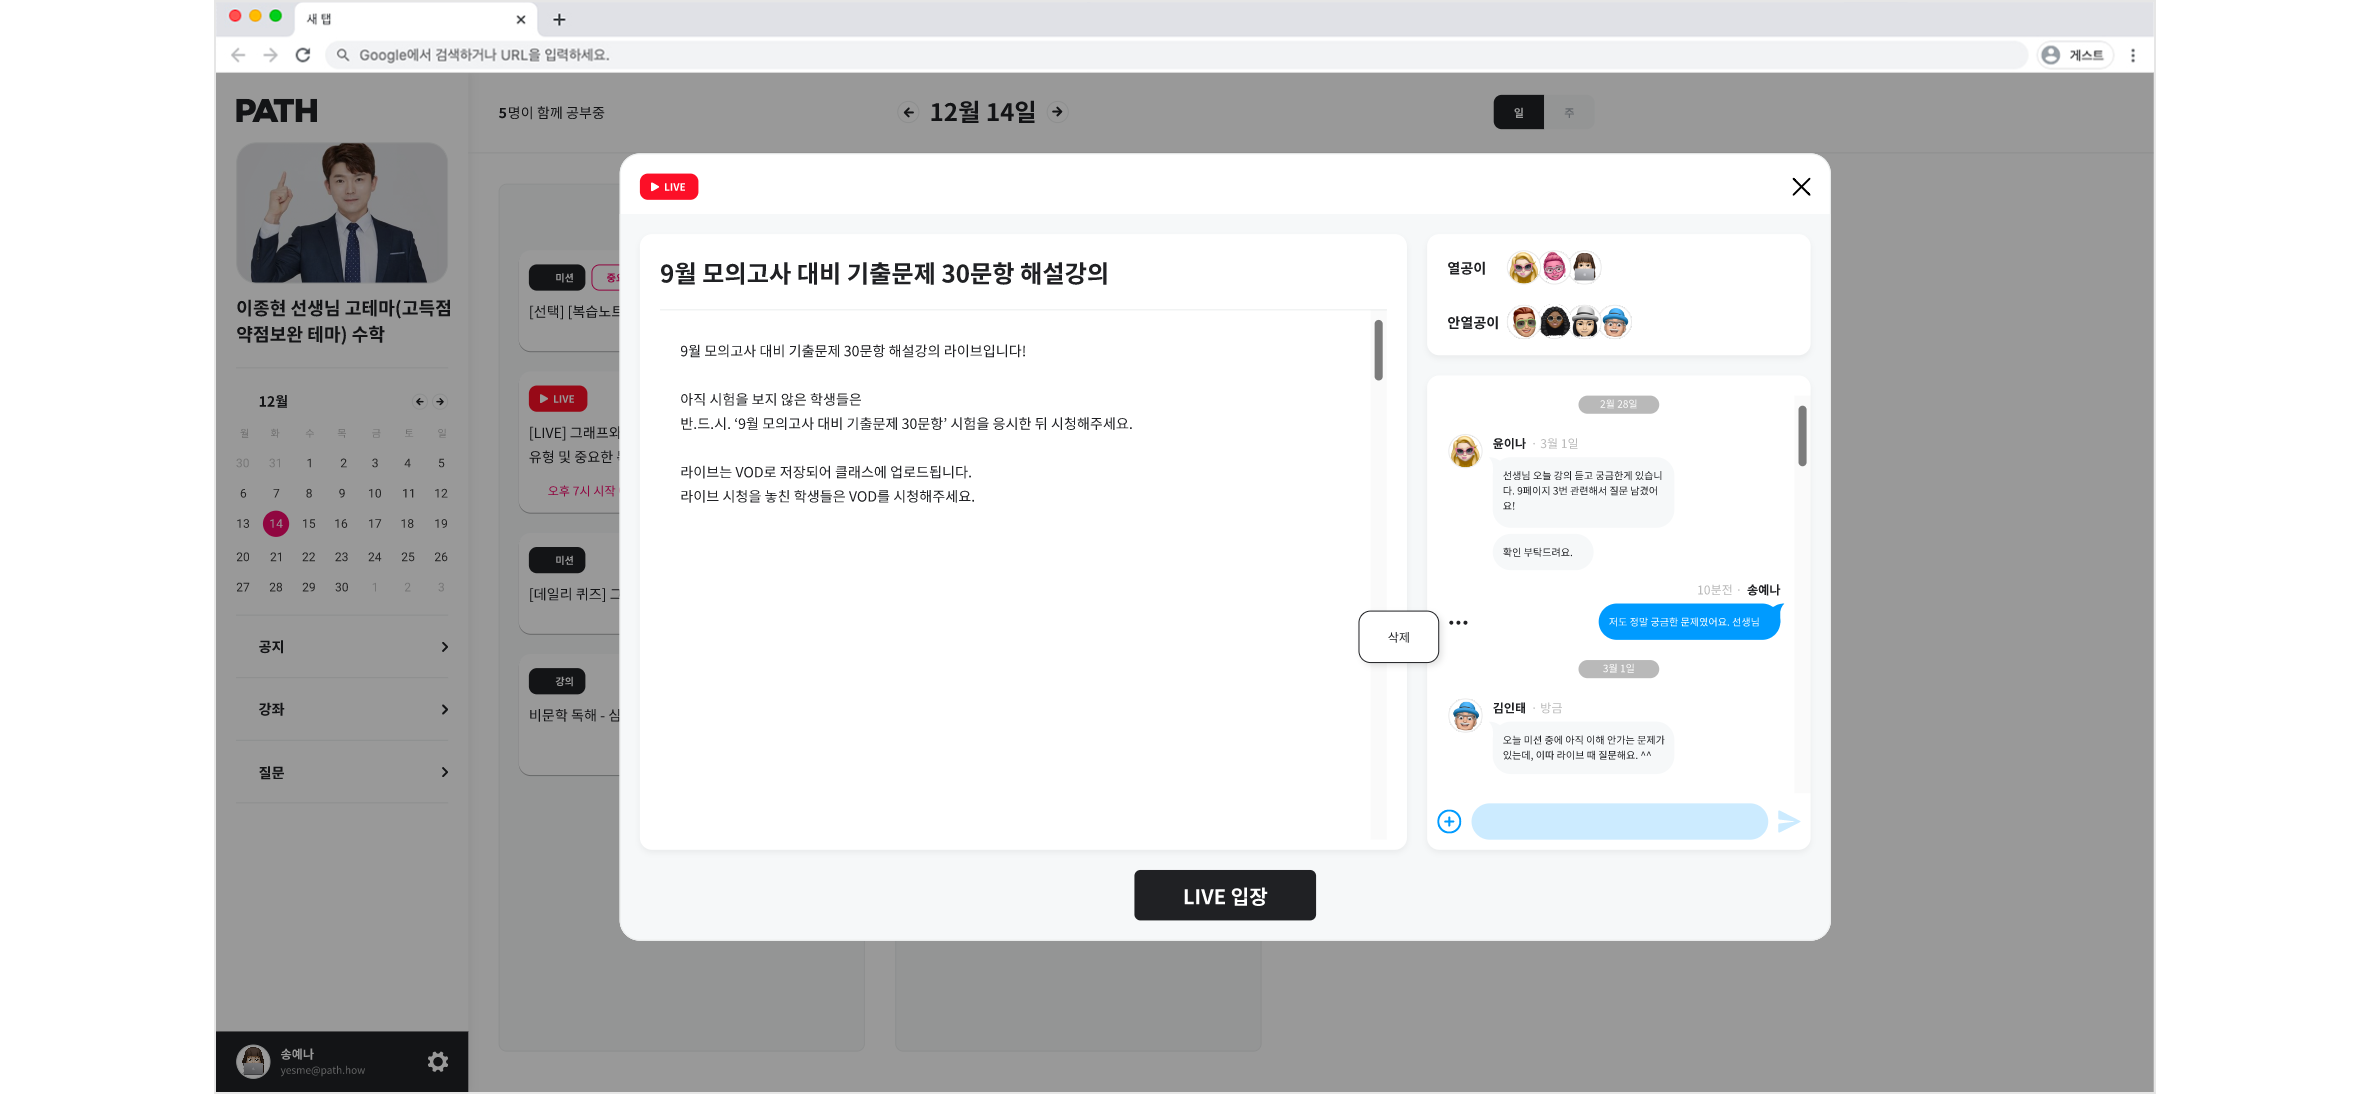 새 탭
Google에서 검색하거나 URL을 입력하세요.
게스트
PATH
이종현 선생님 고테마(고득점
약점보완 테마) 수학
12월
월 화 수 목 금 토 일
30 31 1 2 3 4 5
6 7 8 9 10 11 12
13 14 15 16 17 18 19
20 21 22 23 24 25 26
27 28 29 30 1 2 3
공지
강좌
질문
송예나
yesme@path.how
5명이 함께 공부중
12월 14일
일
주
미션
중요
[선택] [복습노트
LIVE
[LIVE] 그래프와
유형 및 중요한
오후 7시 시작
미션
[데일리 퀴즈] 그
강의
비문학 독해 - 심
LIVE
9월 모의고사 대비 기출문제 30문항 해설강의
9월 모의고사 대비 기출문제 30문항 해설강의 라이브입니다!
아직 시험을 보지 않은 학생들은
반.드.시. ‘9월 모의고사 대비 기출문제 30문항’ 시험을 응시한 뒤 시청해주세요.
라이브는 VOD로 저장되어 클래스에 업로드됩니다.
라이브 시청을 놓친 학생들은 VOD를 시청해주세요.
열공이
안열공이
2월 28일
윤이나 · 3월 1일
선생님 오늘 강의 듣고 궁금한게 있습니
다. 9페이지 3번 관련해서 질문 남겼어
요!
확인 부탁드려요.
10분전 · 송예나
저도 정말 궁금한 문제였어요. 선생님
삭제
3월 1일
김인태 · 방금
오늘 미션 중에 아직 이해 안가는 문제가
있는데, 이따 라이브 때 질문해요. ^^
LIVE 입장